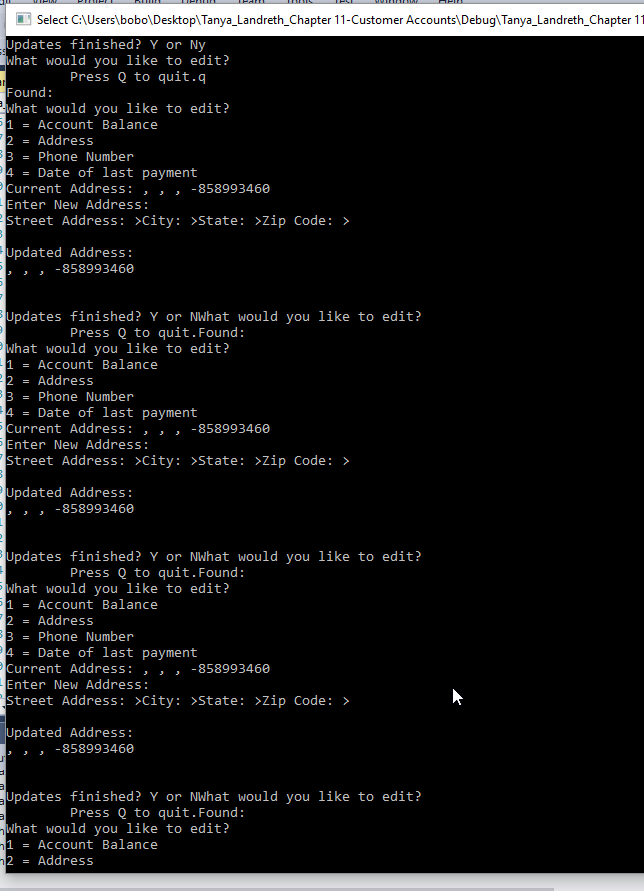 Select C:\Users\bobo\Desktop\Tanya_Landreth_Chapter 11-Customer Accounts\Debug\Tanya_Landreth_Chapter 11
Updates finished? Y or Ny
What would you like to edit?
Press Q to quit.q
Found:
What would you like to edit?
1 = Account Balance
2 = Address
3 = Phone Number
4 = Date of last payment
Current Address: , , , -858993460
Enter New Address:
Street Address: >City: >State: >Zip Code: >
Updated Address:
, , , -858993460
Updates finished? Y or NWhat would you like to edit?
Press Q to quit.Found:
What would you like to edit?
1 = Account Balance
2 = Address
3 = Phone Number
4 = Date of last payment
Current Address: , , , -858993460
Enter New Address:
Street Address: >City: >State: >Zip Code: >
Updated Address:
, , , -858993460
Updates finished? Y or NWhat would you like to edit?
Press Q to quit.Found:
What would you like to edit?
1 = Account Balance
2 = Address
3 = Phone Number
4 = Date of last payment
Current Address: , , , -858993460
Enter New Address:
Street Address: >City: >State: >Zip Code: >
Updated Address:
, , , -858993460
Updates finished? Y or NWhat would you like to edit?
Press Q to quit.Found:
What would you like to edit?
1 = Account Balance
2 = Address